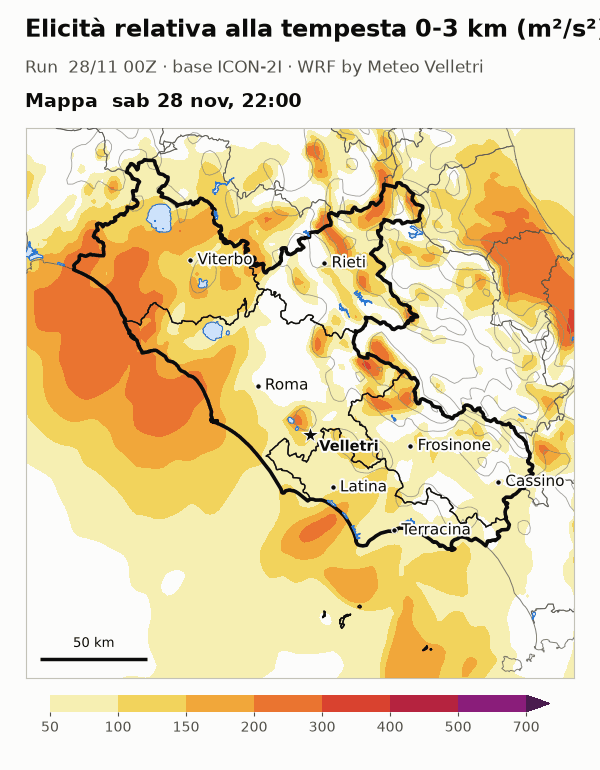 Elicità relativa alla tempesta 0-3 km (m²/s²)
Run  28/11 00Z · base ICON-2I · WRF by Meteo Velletri
Mappa  sab 28 nov, 22:00
Viterbo
Rieti
Roma
Velletri
Frosinone
Cassino
Latina
Terracina
50 km
50 100 150 200 300 400 500 700